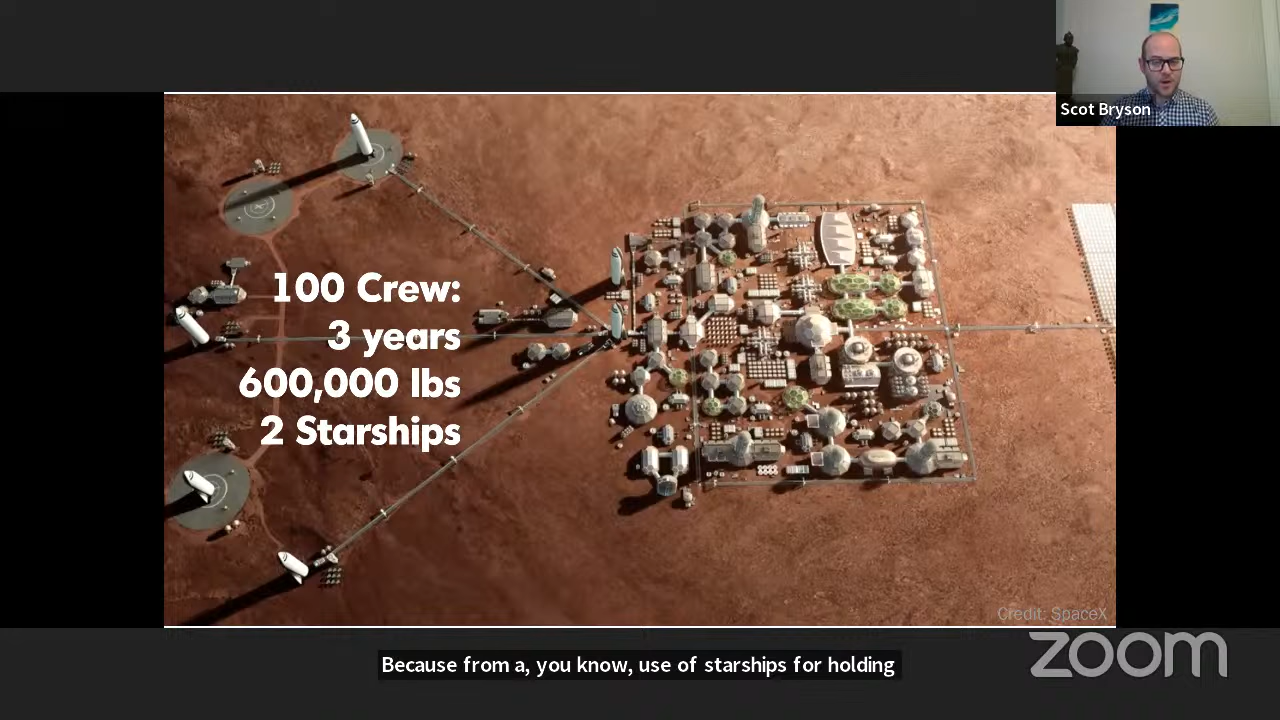 Scot Bryson
100 Crew:
3 years
600,000 lbs
2 Starships
Credit: SpaceX
Because from a, you know, use of starships for holding
zoom